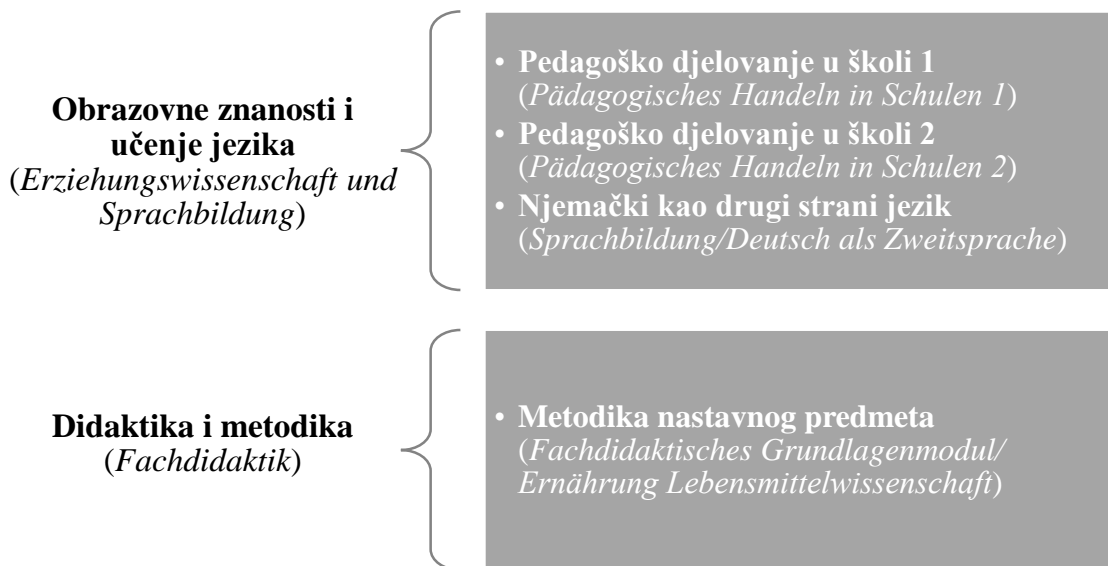 Obrazovne znanosti i
učenje jezika
(Erziehungswissenschaft und
Sprachbildung)
• Pedagoško djelovanje u školi 1
(Pädagogisches Handeln in Schulen 1)
• Pedagoško djelovanje u školi 2
(Pädagogisches Handeln in Schulen 2)
• Njemački kao drugi strani jezik
(Sprachbildung/Deutsch als Zweitsprache)
Didaktika i metodika
(Fachdidaktik)
• Metodika nastavnog predmeta
(Fachdidaktisches Grundlagenmodul/
Ernährung Lebensmittelwissenschaft)